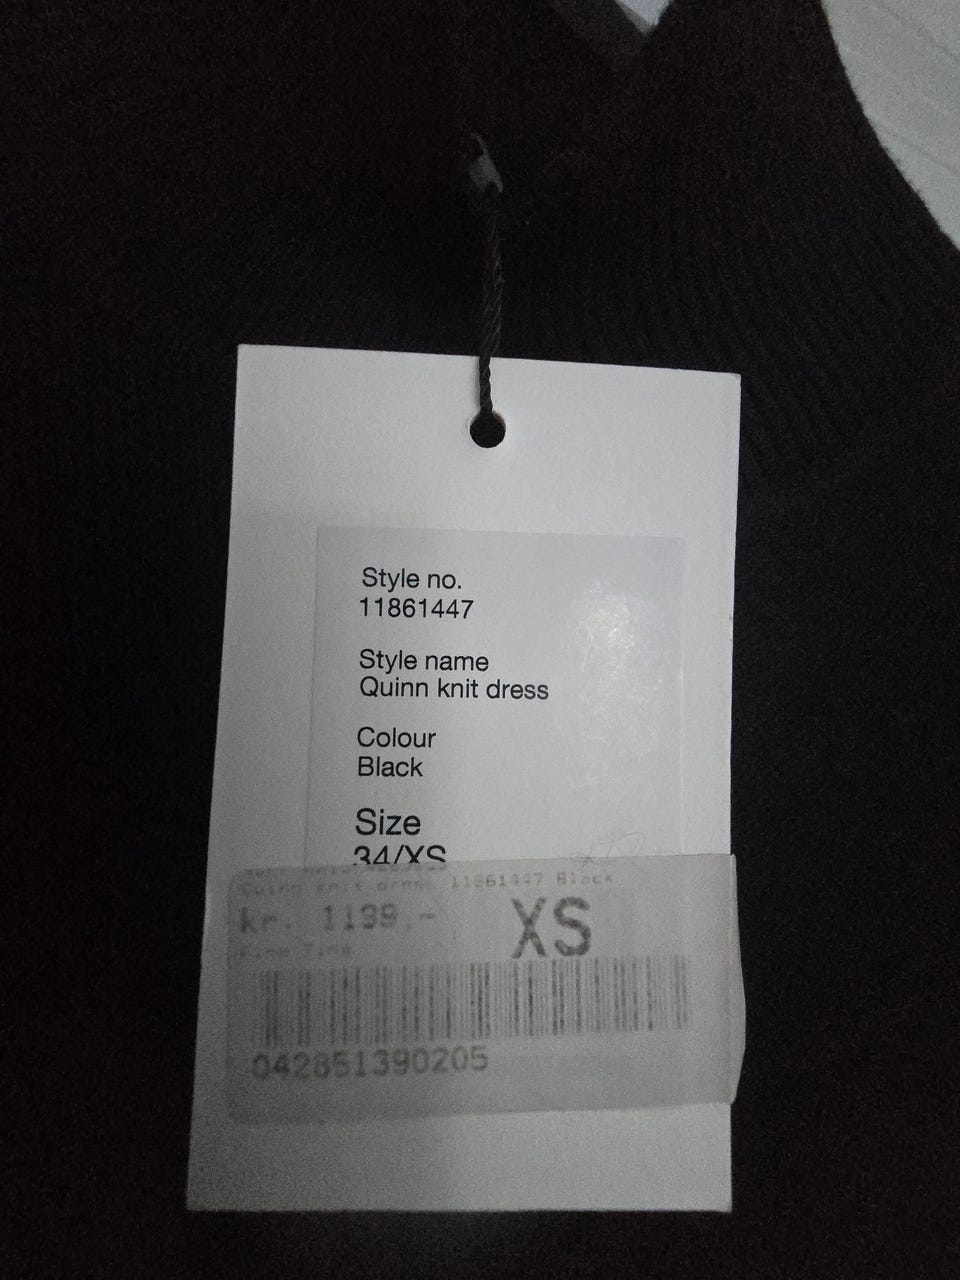 Style no.
11861447
Style name
Quinn knit dress
Colour
Black
Size
34/XS
Quinn knit dress 11861447 Black
kr. 1199,-
XS
042851390205